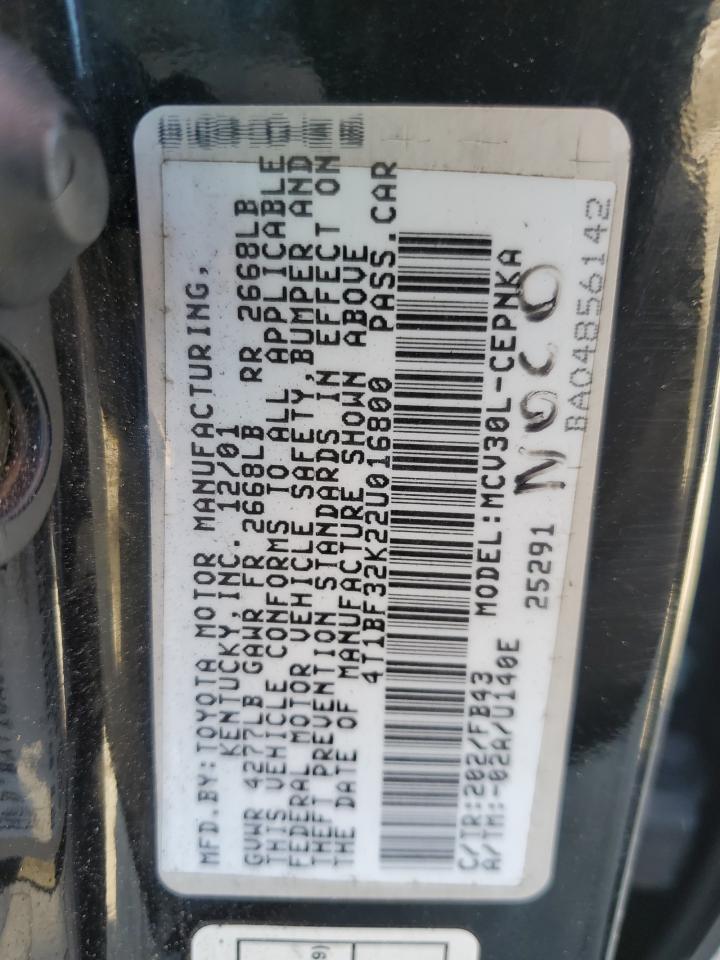 MFD.BY:TOYOTA MOTOR MANUFACTURING,
KENTUCKY,INC. 12/01
GVWR 4277LB GAWR FR 2668LB RR 2668LB
THIS VEHICLE CONFORMS TO ALL APPLICABLE
FEDERAL MOTOR VEHICLE SAFETY,BUMPER AND
THEFT PREVENTION STANDARDS IN EFFECT ON
THE DATE OF MANUFACTURE SHOWN ABOVE
4T1BF32K22U016800 PASS.CAR
C/TR:202/FB43 MODEL:MCV30L-CEPNKA
A/TM:-02A/U140E 25291
BA04856142